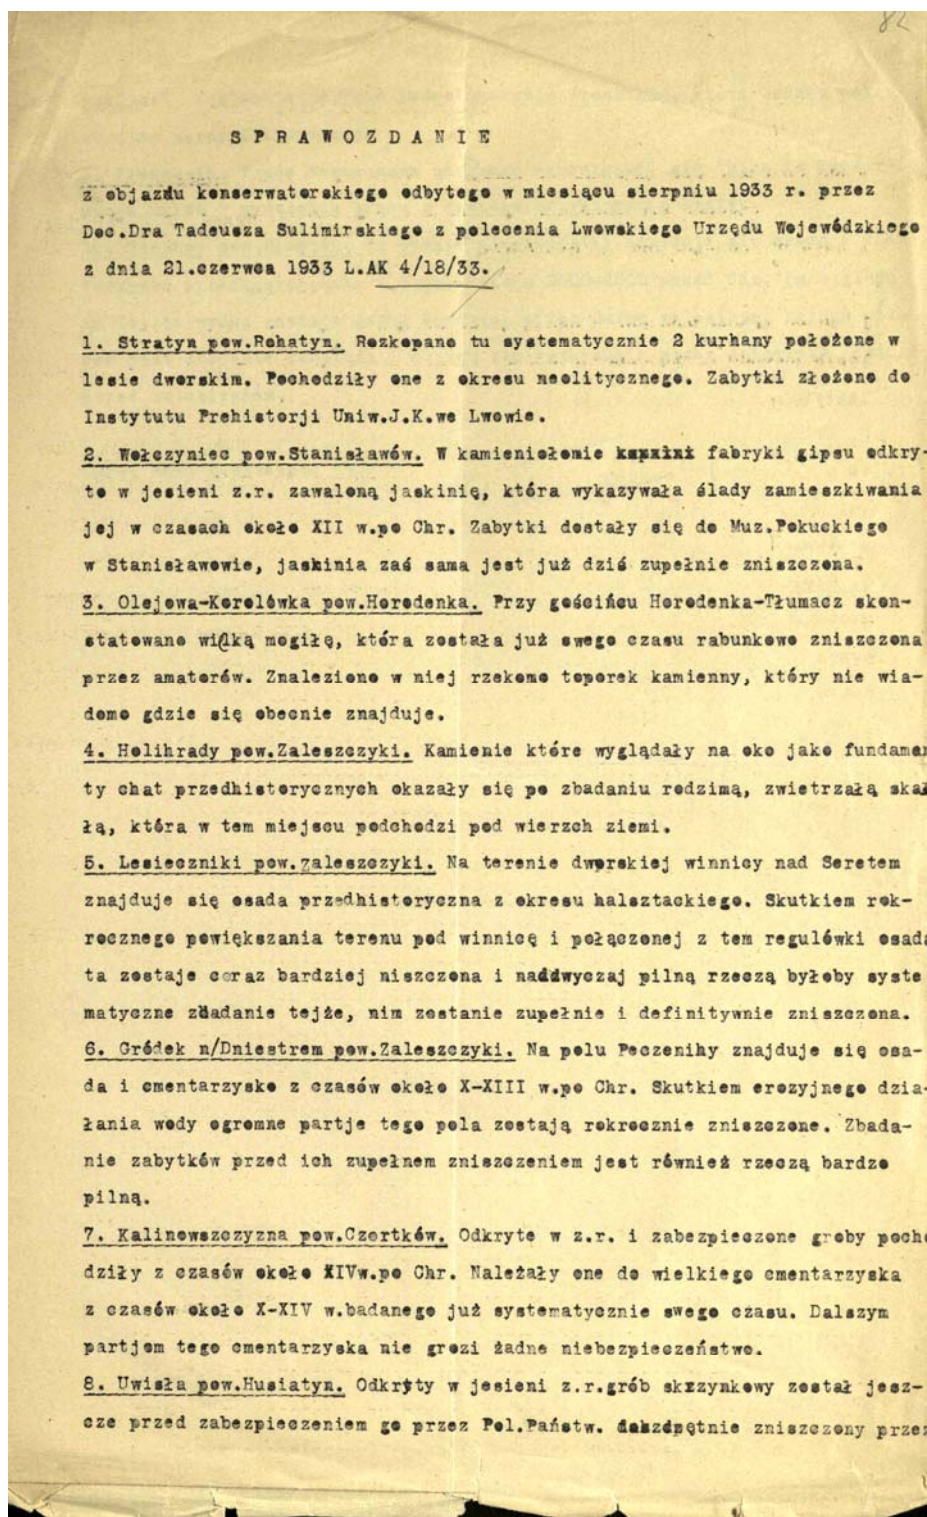 82
SPRAWOZDANIE
z objazdu konserwatorskiego odbytego w miesiącu sierpniu 1933 r. przez
Doc.Dra Tadeusza Sulimirskiego z polecenia Lwowskiego Urzędu Wojewódzkiego
z dnia 21.czerwca 1933 L.AK 4/18/33.
1. Stratyn pow.Rohatyn. Rozkopano tu systematycznie 2 kurhany położone w
lesie dworskim. Pochodziły one z okresu neolitycznego. Zabytki złożono do
Instytutu Prehistorji Uniw.J.K.we Lwowie.
2. Wołczyniec pow.Stanisławów. W kamieniołomie fabryki gipsu odkry-
to w jesieni z.r. zawaloną jaskinię, która wykazywała ślady zamieszkiwania
jej w czasach około XII w.po Chr. Zabytki dostały się do Muz.Pokuckiego
w Stanisławowie, jaskinia zaś sama jest już dziś zupełnie zniszczona.
3. Olejowa-Korolówka pow.Horodenka. Przy gościńcu Horodenka-Tłumacz skon-
statowano wielką mogiłę, która została już swego czasu rabunkowo zniszczona
przez amatorów. Znaleziono w niej rzekomo toporek kamienny, który nie wia-
domo gdzie się obecnie znajduje.
4. Holihrady pow.Zaleszczyki. Kamienie które wyglądały na oko jako fundamen
ty chat przedhistorycznych okazały się po zbadaniu rodzimą, zwietrzałą skał
łą, która w tem miejscu podchodzi pod wierzch ziemi.
5. Lesieczniki pow.zaleszczyki. Na terenie dworskiej winnicy nad Seretem
znajduje się osada przedhistoryczna z okresu halsztackiego. Skutkiem rok-
rocznego powiększania terenu pod winnicę i połączonej z tem regulówki osada
ta zostaje coraz bardziej niszczona i naddwyczaj pilną rzeczą byłoby syste
matyczne zbadanie tejże, nim zostanie zupełnie i definitywnie zniszczona.
6. Gródek n/Dniestrem pow.Zaleszczyki. Na polu Peczenihy znajduje się osa-
da i cmentarzysko z czasów około X-XIII w.po Chr. Skutkiem erozyjnego dzia-
łania wody ogromne partje tego pola zostają rokrocznie zniszczone. Zbada-
nie zabytków przed ich zupełnem zniszczeniem jest również rzeczą bardzo
pilną.
7. Kalinowszczyzna pow.Czortków. Odkryte w z.r. i zabezpieczone groby pocho
dziły z czasów około XIVw.po Chr. Należały one do wielkiego cmentarzyska
z czasów około X-XIV w.badanego już systematycznie swego czasu. Dalszym
partjom tego cmentarzyska nie grozi żadne niebezpieczeństwo.
8. Uwisła pow.Husiatyn. Odkryty w jesieni z.r.grób skrzynkowy został jesz-
cze przed zabezpieczeniem go przez Pol.Państw. doszczętnie zniszczony przez